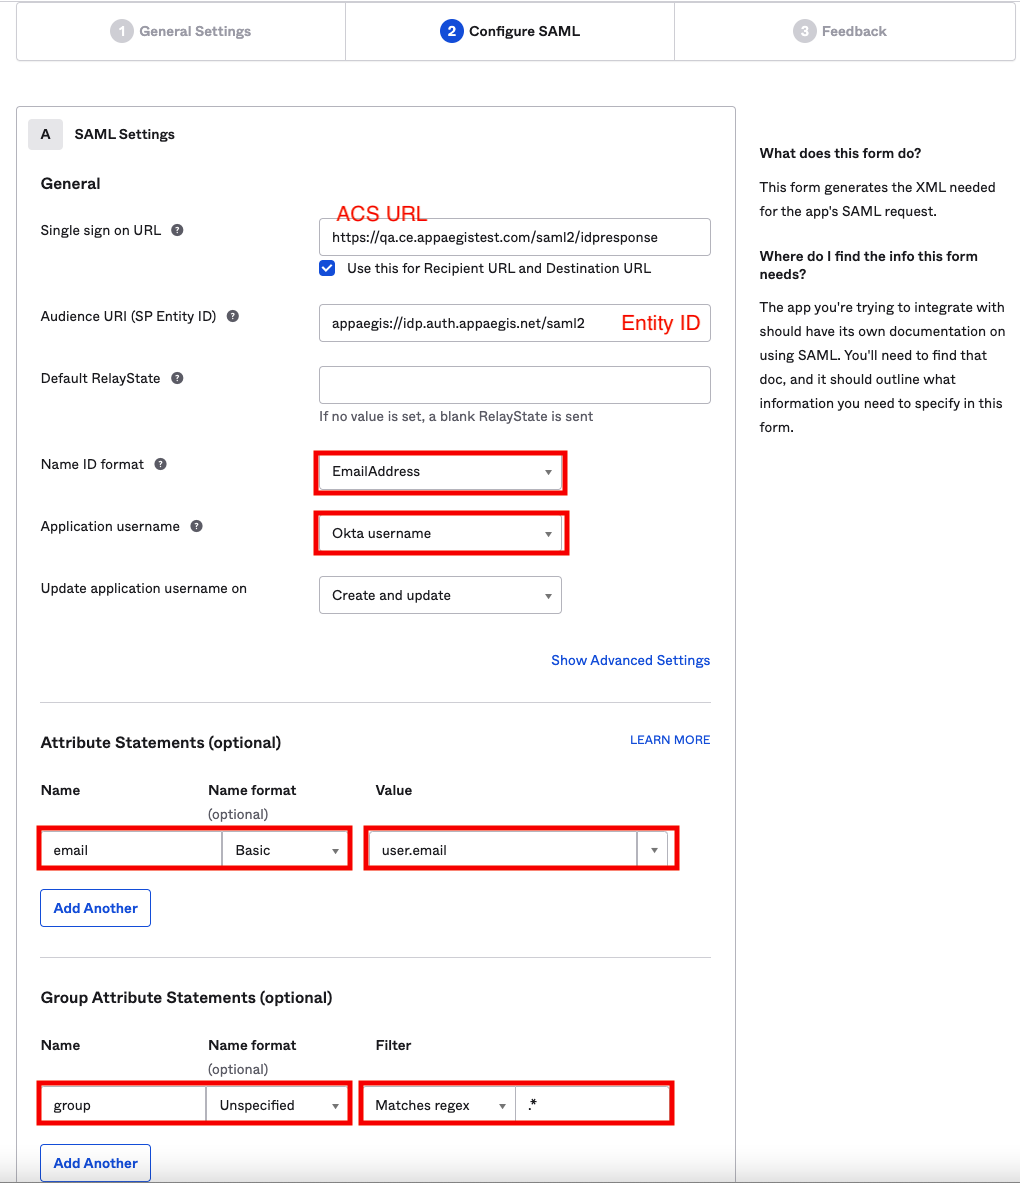 1 General Settings
2 Configure SAML
3 Feedback
A SAML Settings
General
ACS URL
Single sign on URL ?
https://qa.ce.appaegistest.com/saml2/idpresponse
Use this for Recipient URL and Destination URL
Audience URI (SP Entity ID) ?
appaegis://idp.auth.appaegis.net/saml2 Entity ID
Default RelayState ?
If no value is set, a blank RelayState is sent
Name ID format ?
EmailAddress
Application username ?
Okta username
Update application username on
Create and update
Show Advanced Settings
Attribute Statements (optional)
LEARN MORE
Name Name format Value
(optional)
email Basic user.email
Add Another
Group Attribute Statements (optional)
Name Name format Filter
(optional)
group Unspecified Matches regex .*
Add Another
What does this form do?
This form generates the XML needed
for the app's SAML request.
Where do I find the info this form
needs?
The app you're trying to integrate with
should have its own documentation on
using SAML. You'll need to find that
doc, and it should outline what
information you need to specify in this
form.